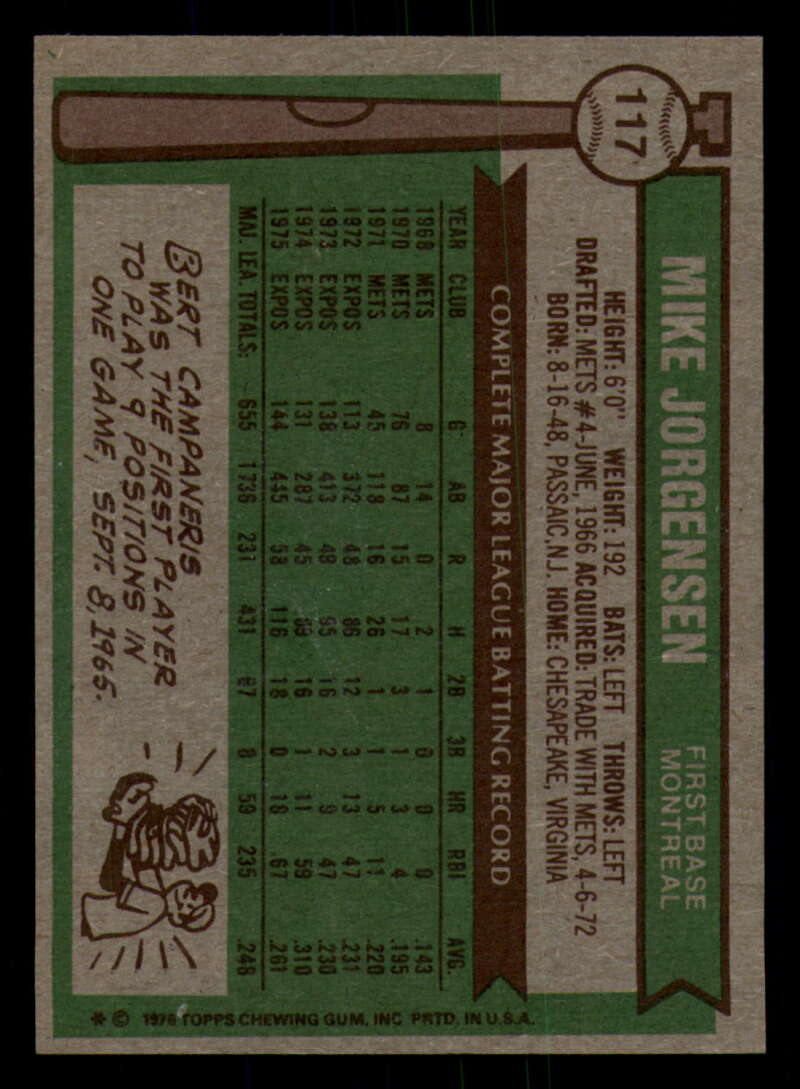 117
MIKE JORGENSEN
FIRST BASE
MONTREAL
HEIGHT: 6'0" WEIGHT: 192 BATS: LEFT THROWS: LEFT
DRAFTED: METS #4-JUNE, 1966 ACQUIRED: TRADE WITH METS, 4-6-72
BORN: 8-16-48, PASSAIC, N.J. HOME: CHESAPEAKE, VIRGINIA
COMPLETE MAJOR LEAGUE BATTING RECORD
YEAR CLUB G AB R H 2B 3B HR RBI AVG.
1968 METS 8 14 0 2 1 0 0 0 .143
1970 METS 76 87 15 17 3 1 3 4 .195
1971 METS 45 118 16 26 1 1 5 11 .220
1972 EXPOS 113 372 48 86 12 3 13 47 .231
1973 EXPOS 138 413 49 95 16 2 9 47 .230
1974 EXPOS 131 287 45 89 16 1 11 59 .310
1975 EXPOS 144 445 58 116 18 0 18 67 .261
MAJ. LEA. TOTALS: 655 1736 231 431 67 8 59 235 .248
BERT CAMPANERIS
WAS THE FIRST PLAYER
TO PLAY 9 POSITIONS IN
ONE GAME, SEPT. 8, 1965.
* © 1976 TOPPS CHEWING GUM, INC. PRTD. IN U.S.A.